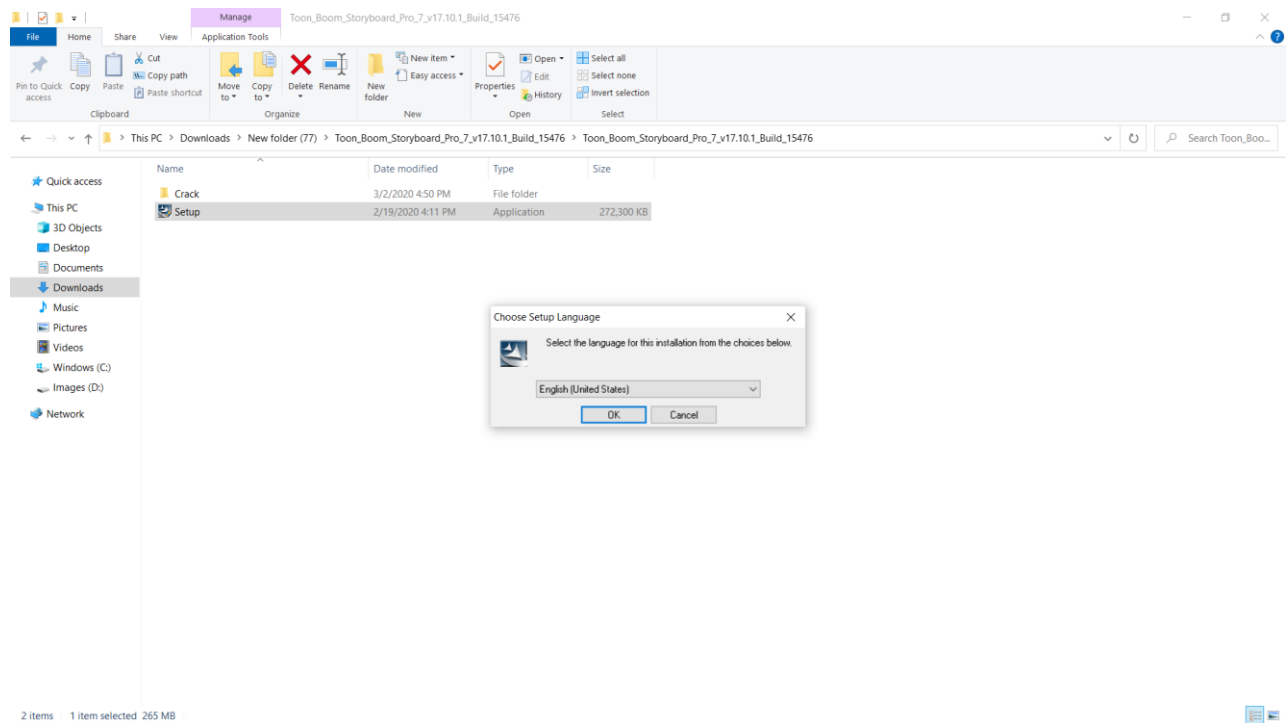 Manage
Toon_Boom_Storyboard_Pro_7_v17.10.1_Build_15476
File Home Share View Application Tools
Pin to Quick access
Copy
Paste
Cut
Copy path
Paste shortcut
Clipboard
Move to
Copy to
Delete
Rename
Organize
New folder
New item
Easy access
New
Properties
Open
Edit
History
Open
Select all
Select none
Invert selection
Select
This PC > Downloads > New folder (77) > Toon_Boom_Storyboard_Pro_7_v17.10.1_Build_15476 > Toon_Boom_Storyboard_Pro_7_v17.10.1_Build_15476
Search Toon_Boo...
Name Date modified Type Size
Crack 3/2/2020 4:50 PM File folder
Setup 2/19/2020 4:11 PM Application 272,300 KB
Quick access
This PC
3D Objects
Desktop
Documents
Downloads
Music
Pictures
Videos
Windows (C:)
Images (D:)
Network
Choose Setup Language
Select the language for this installation from the choices below.
English (United States)
OK Cancel
2 items 1 item selected 265 MB